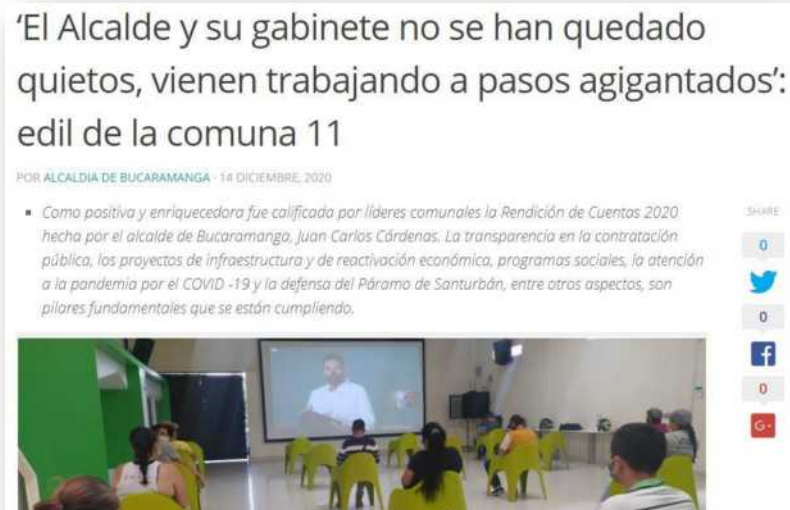 ‘El Alcalde y su gabinete no se han quedado
quietos, vienen trabajando a pasos agigantados’:
edil de la comuna 11
POR ALCALDIA DE BUCARAMANGA · 14 DICIEMBRE, 2020
▪ Como positiva y enriquecedora fue calificada por líderes comunales la Rendición de Cuentas 2020
hecha por el alcalde de Bucaramanga, Juan Carlos Cárdenas. La transparencia en la contratación
pública, los proyectos de infraestructura y de reactivación económica, programas sociales, la atención
a la pandemia por el COVID -19 y la defensa del Páramo de Santurbán, entre otros aspectos, son
pilares fundamentales que se están cumpliendo.
SHARE
0
0
0
G+